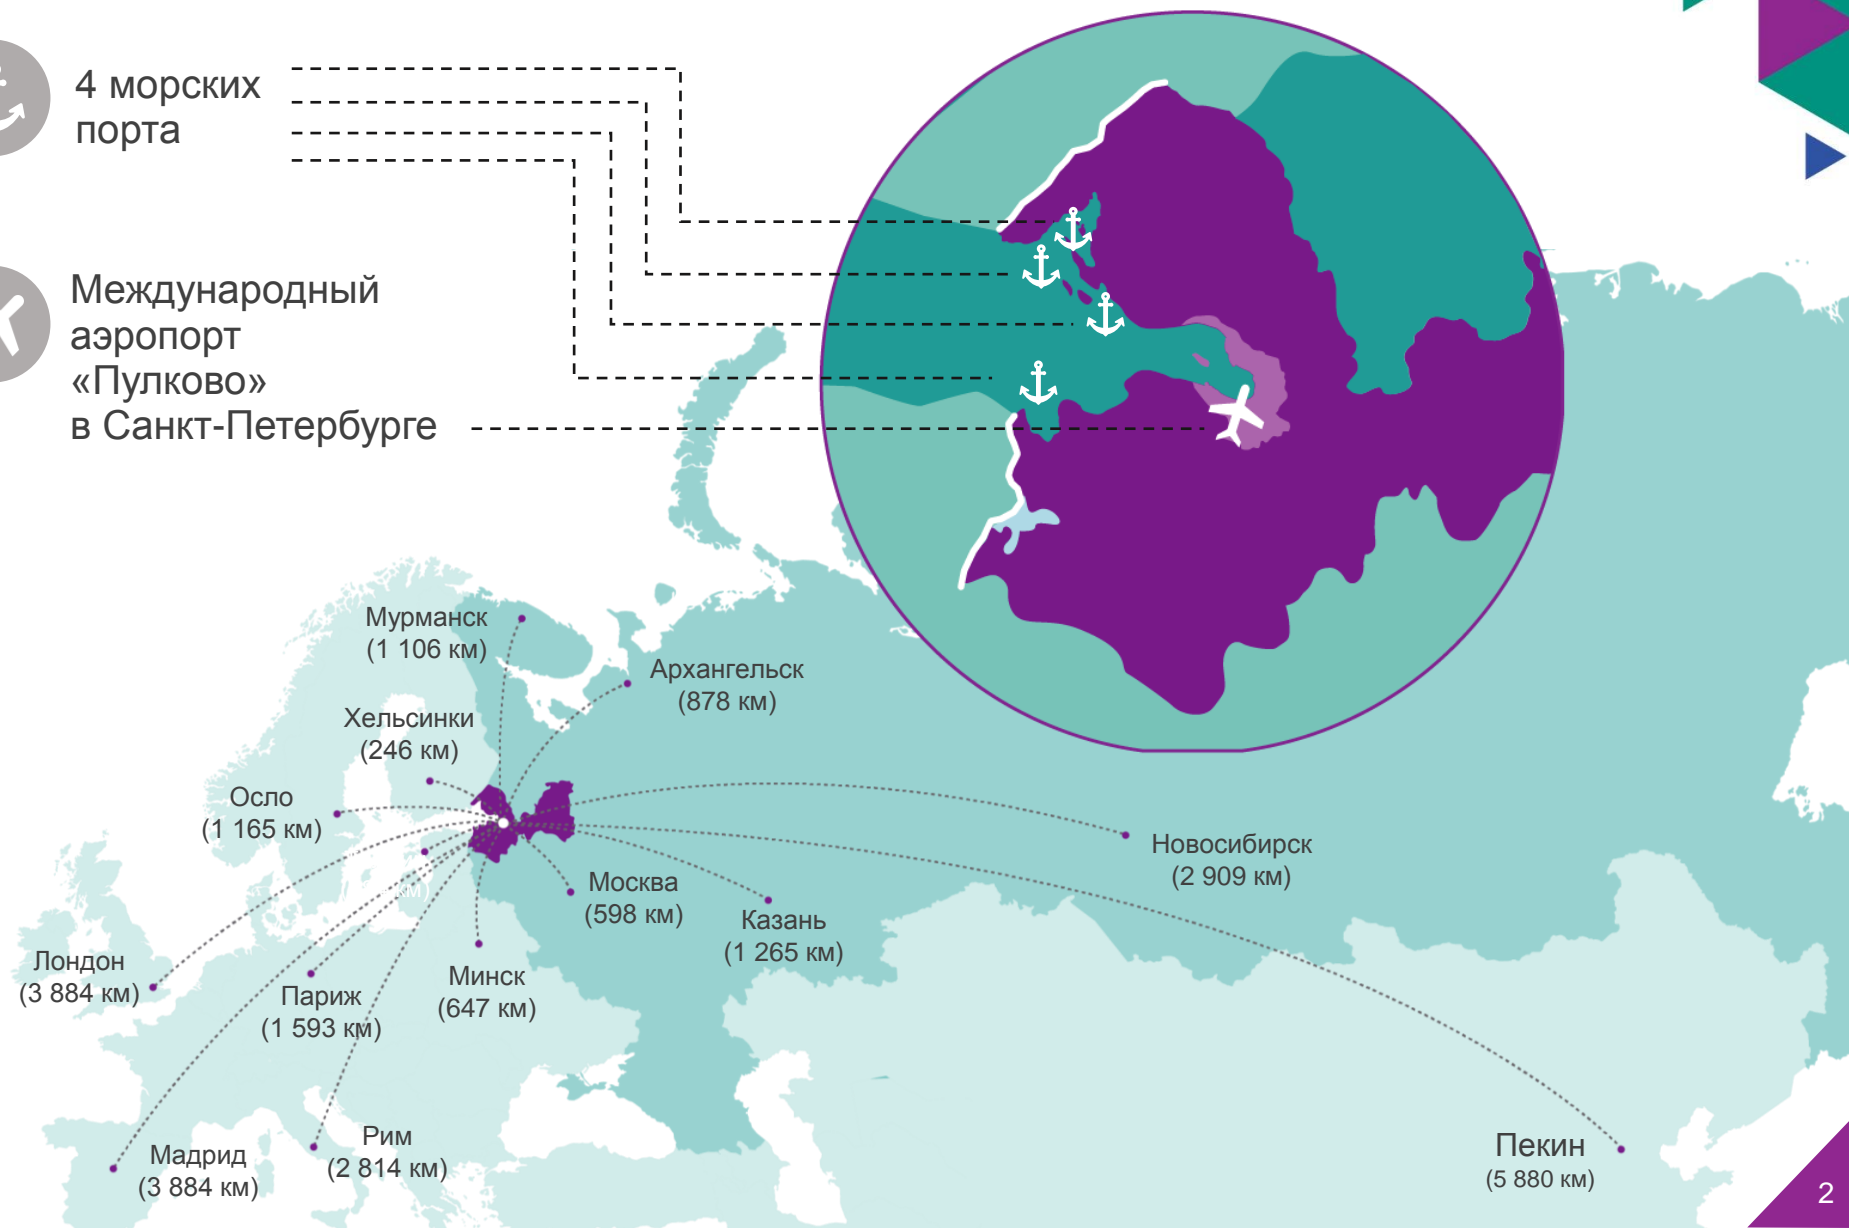 4 морских
порта
Международный
аэропорт
«Пулково»
в Санкт-Петербурге
Мурманск
(1 106 км)
Архангельск
(878 км)
Хельсинки
(246 км)
Осло
(1 165 км)
Новосибирск
(2 909 км)
Москва
(598 км)
км)
Казань
(1 265 км)
Лондон
(3 884 км)
Париж
(1 593 км)
Минск
(647 км)
Рим
(2 814 км)
Мадрид
(3 884 км)
Пекин
(5 880 км)
2